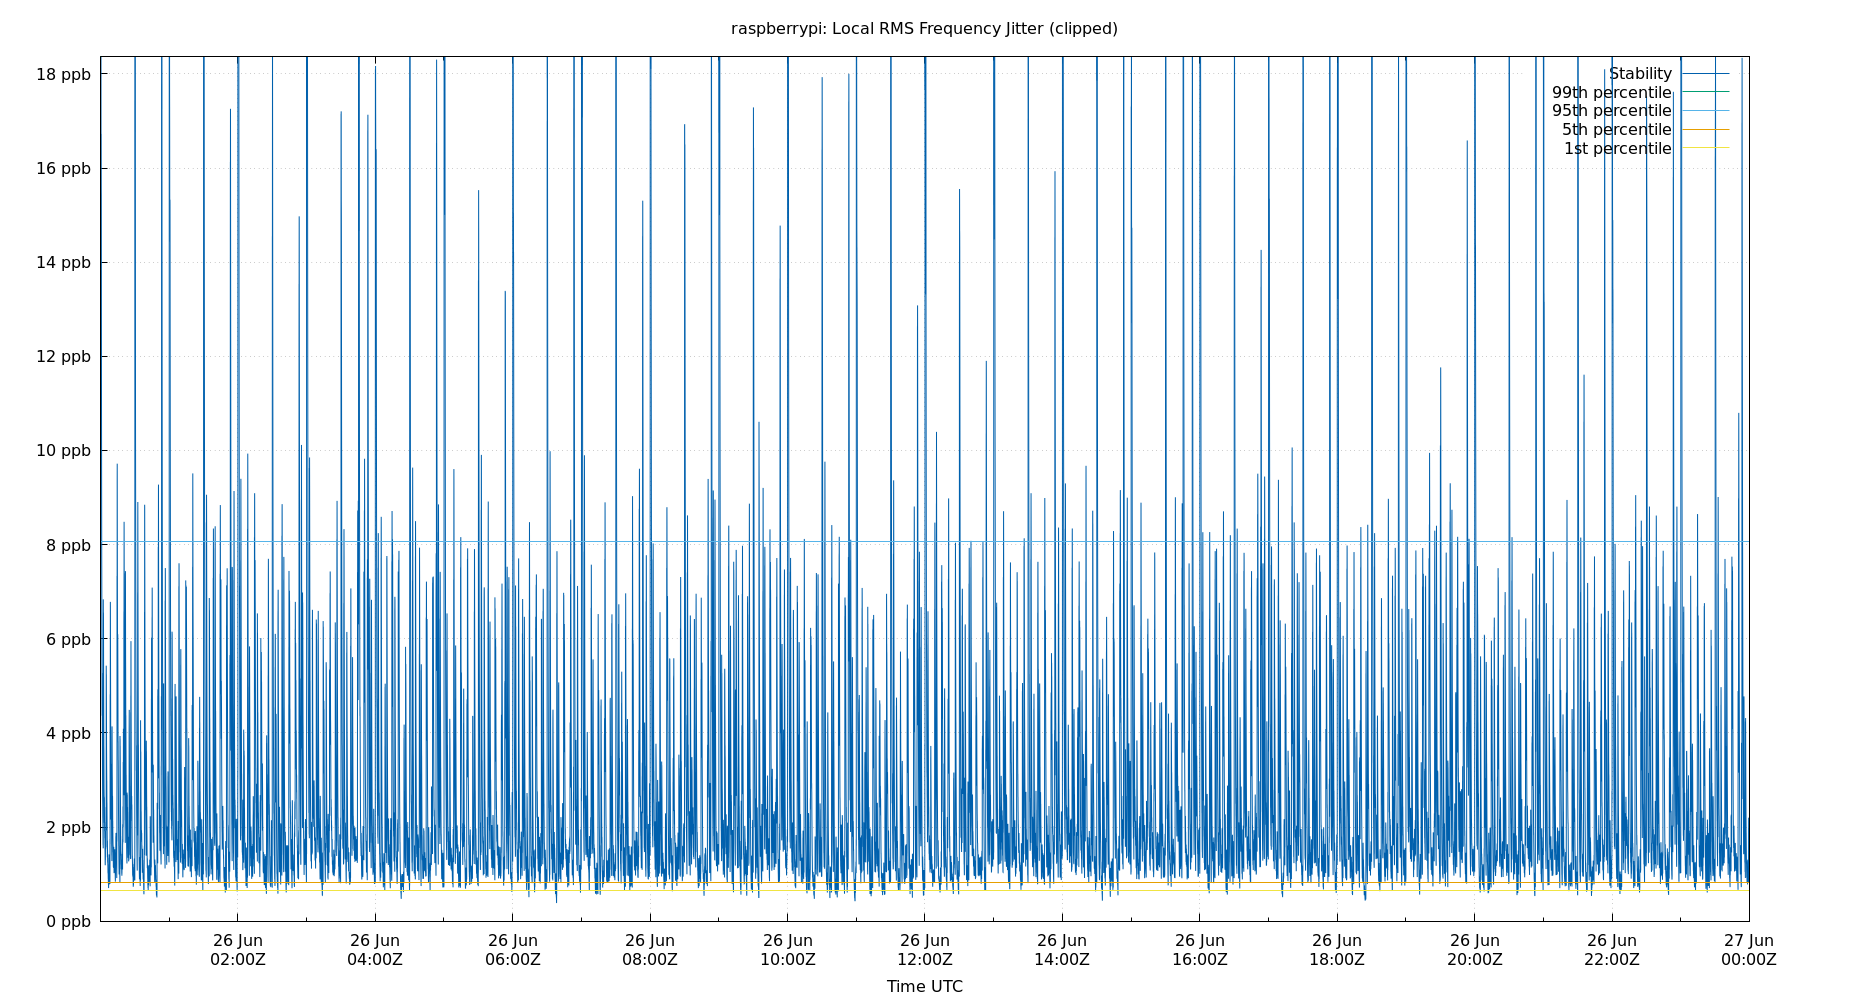 raspberrypi: Local RMS Frequency Jitter (clipped)
18 ppb
16 ppb
14 ppb
12 ppb
10 ppb
8 ppb
6 ppb
4 ppb
2 ppb
0 ppb
Stability
99th percentile
95th percentile
5th percentile
1st percentile
26 Jun 26 Jun 26 Jun 26 Jun 26 Jun 26 Jun 26 Jun 26 Jun 26 Jun 26 Jun 26 Jun 27 Jun
02:00Z 04:00Z 06:00Z 08:00Z 10:00Z 12:00Z 14:00Z 16:00Z 18:00Z 20:00Z 22:00Z 00:00Z
Time UTC